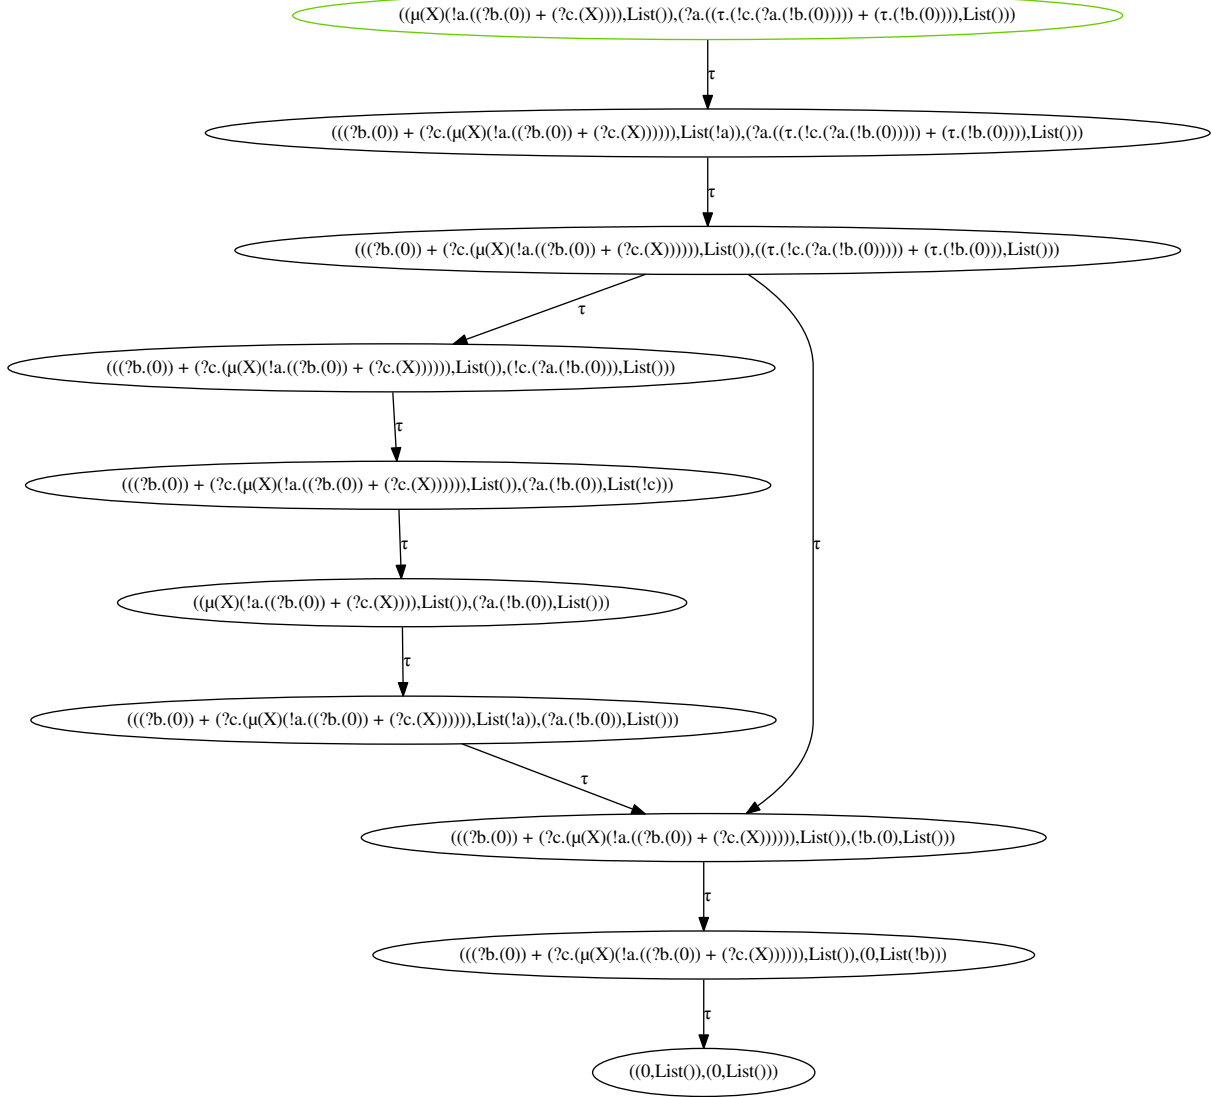 ((μ(X)(!a.((?b.(0)) + (?c.(X)))),List()),(?a.((τ.(!c.(?a.(!b.(0))))) + (τ.(!b.(0)))),List()))
τ
(((?b.(0)) + (?c.(μ(X)(!a.((?b.(0)) + (?c.(X)))))),List(!a)),(?a.((τ.(!c.(?a.(!b.(0))))) + (τ.(!b.(0)))),List()))
τ
(((?b.(0)) + (?c.(μ(X)(!a.((?b.(0)) + (?c.(X)))))),List()),((τ.(!c.(?a.(!b.(0))))) + (τ.(!b.(0))),List()))
τ
(((?b.(0)) + (?c.(μ(X)(!a.((?b.(0)) + (?c.(X)))))),List()),(!c.(?a.(!b.(0))),List()))
τ
(((?b.(0)) + (?c.(μ(X)(!a.((?b.(0)) + (?c.(X)))))),List()),(?a.(!b.(0)),List(!c)))
τ
τ
((μ(X)(!a.((?b.(0)) + (?c.(X)))),List()),(?a.(!b.(0)),List()))
τ
(((?b.(0)) + (?c.(μ(X)(!a.((?b.(0)) + (?c.(X)))))),List(!a)),(?a.(!b.(0)),List()))
τ
(((?b.(0)) + (?c.(μ(X)(!a.((?b.(0)) + (?c.(X)))))),List()),(!b.(0),List()))
τ
(((?b.(0)) + (?c.(μ(X)(!a.((?b.(0)) + (?c.(X)))))),List()),(0,List(!b)))
τ
((0,List()),(0,List()))